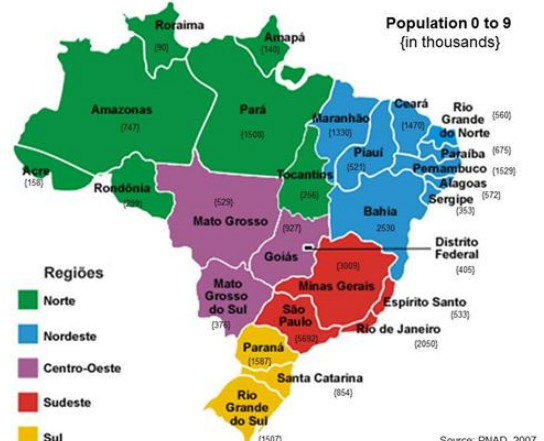 Population 0 to 9
{in thousands}
Roraima
{90}
Amapá
{140}
Amazonas
{747}
Pará
{1508}
Acre
{156}
Rondônia
Tocantins
{256}
Maranhão
{1330}
Piauí
{521}
Ceará
{1470}
Rio
Grande
do Norte
{560}
Paraíba
{675}
Pernambuco
{1529}
Alagoas
{572}
Sergipe
{353}
Bahia
2530
{529}
Mato Grosso
{927}
Goiás
Distrito
Federal
{405}
Mato
Grosso
do Sul
{376}
{3009}
Minas Gerais
Espírito Santo
{533}
São
Paulo
{5692}
Rio de Janeiro
{2050}
Paraná
{1587}
Santa Catarina
{854}
Rio
Grande
do Sul
{1507}
Regiões
Norte
Nordeste
Centro-Oeste
Sudeste
Sul
Source: PNAD, 2007